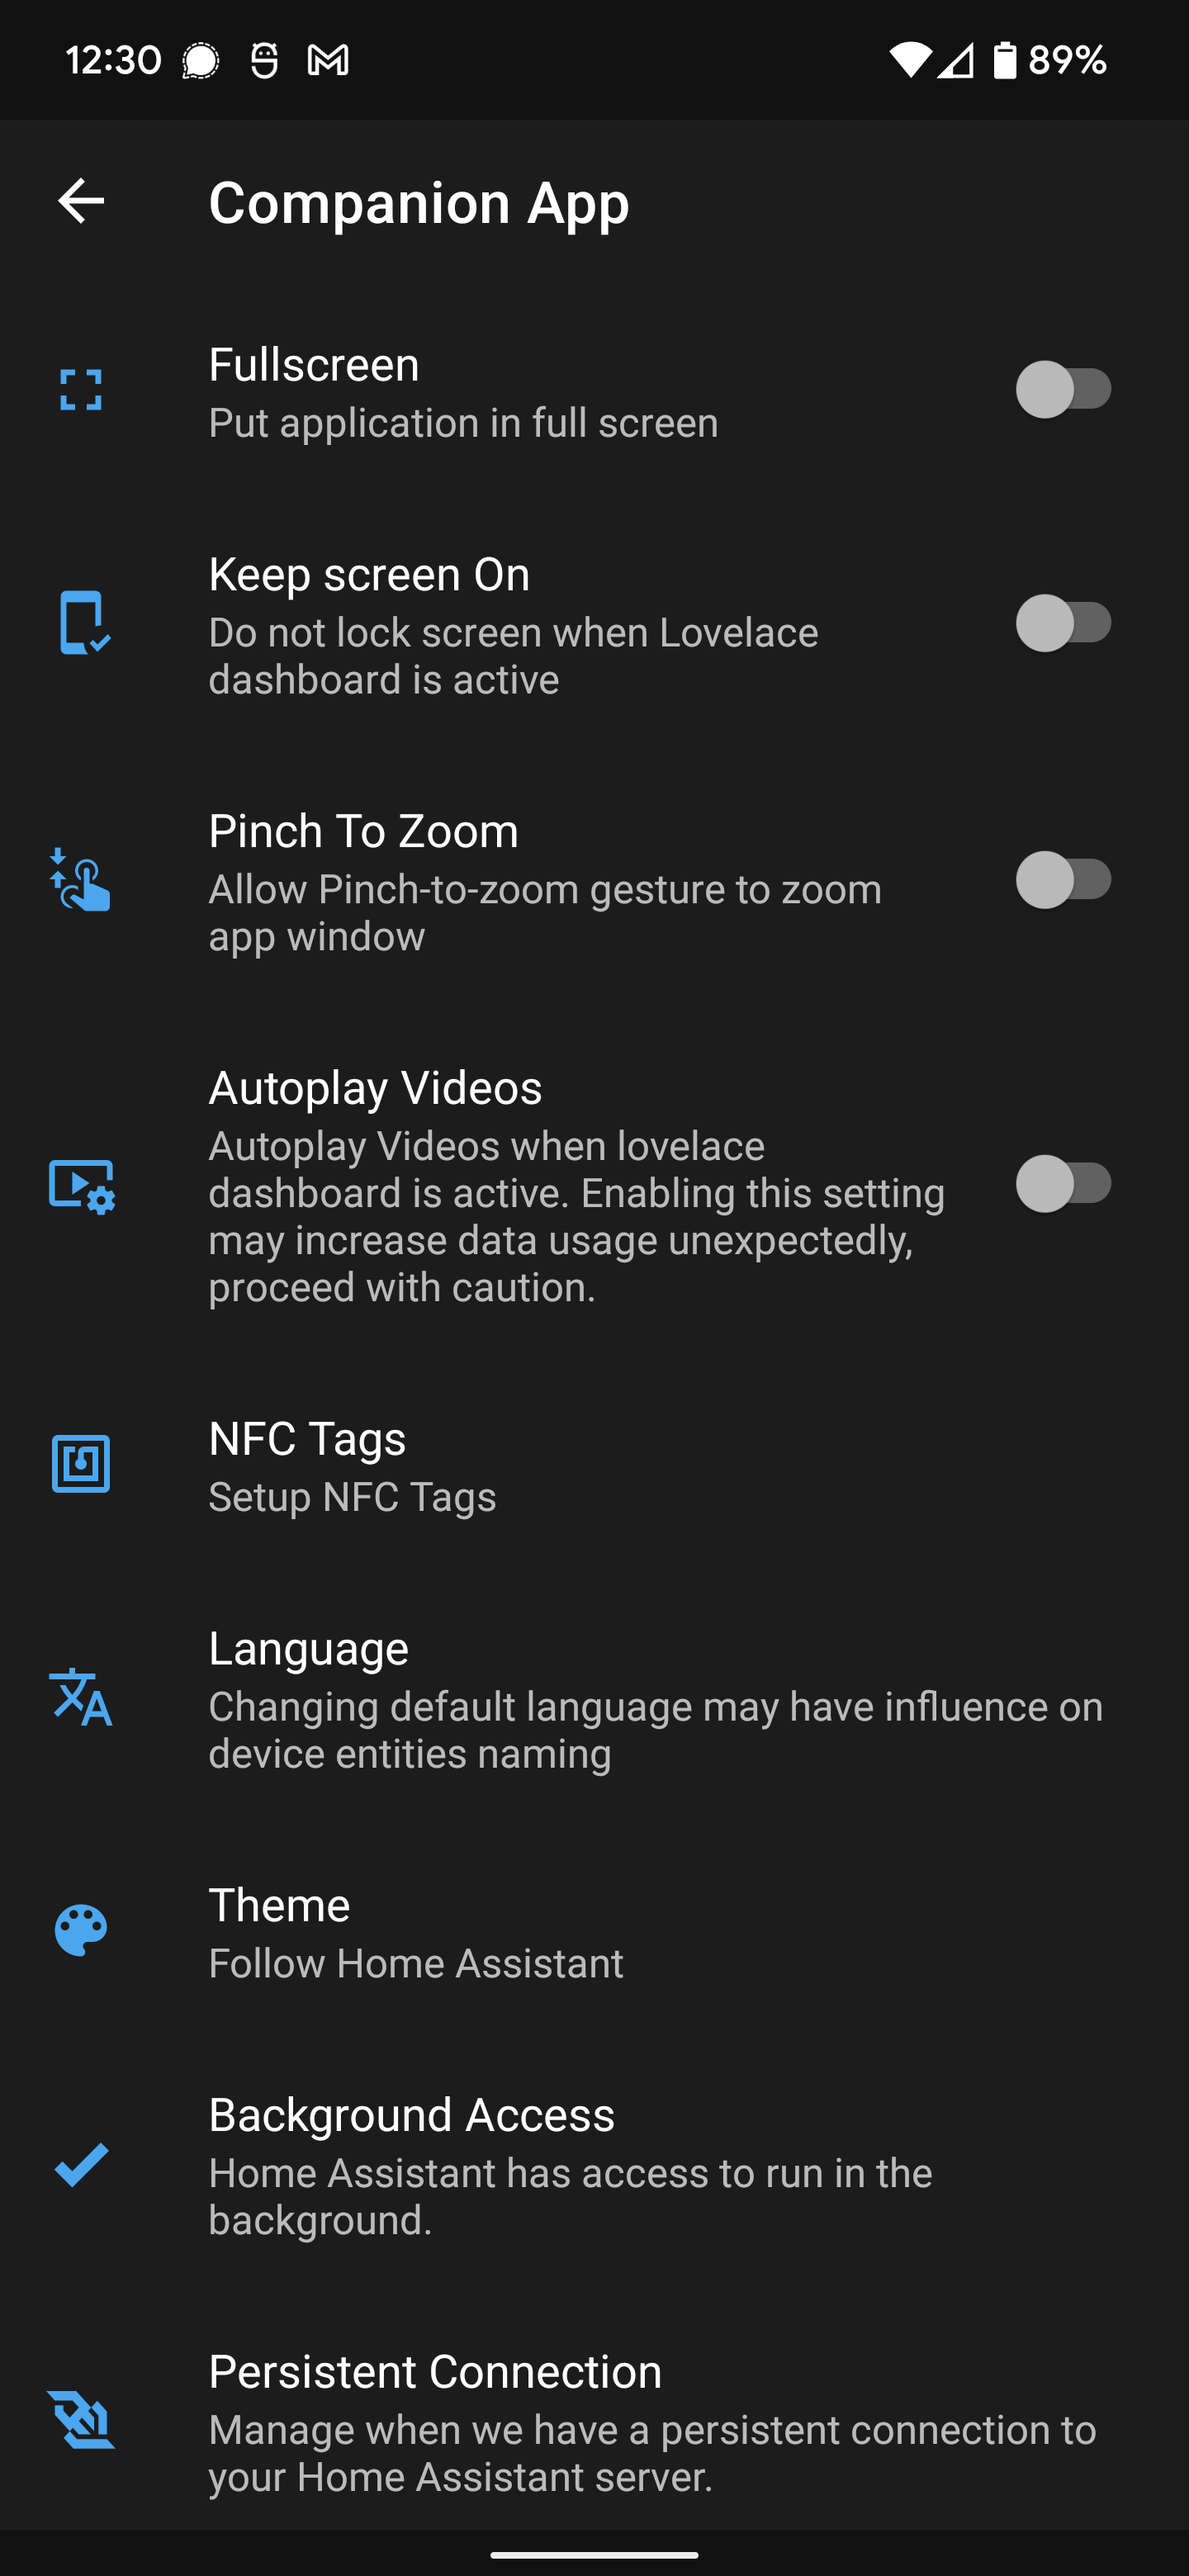 12:30
89%
Companion App
Fullscreen
Put application in full screen
Keep screen On
Do not lock screen when Lovelace
dashboard is active
Pinch To Zoom
Allow Pinch-to-zoom gesture to zoom
app window
Autoplay Videos
Autoplay Videos when lovelace
dashboard is active. Enabling this setting
may increase data usage unexpectedly,
proceed with caution.
NFC Tags
Setup NFC Tags
Language
Changing default language may have influence on
device entities naming
Theme
Follow Home Assistant
Background Access
Home Assistant has access to run in the
background.
Persistent Connection
Manage when we have a persistent connection to
your Home Assistant server.